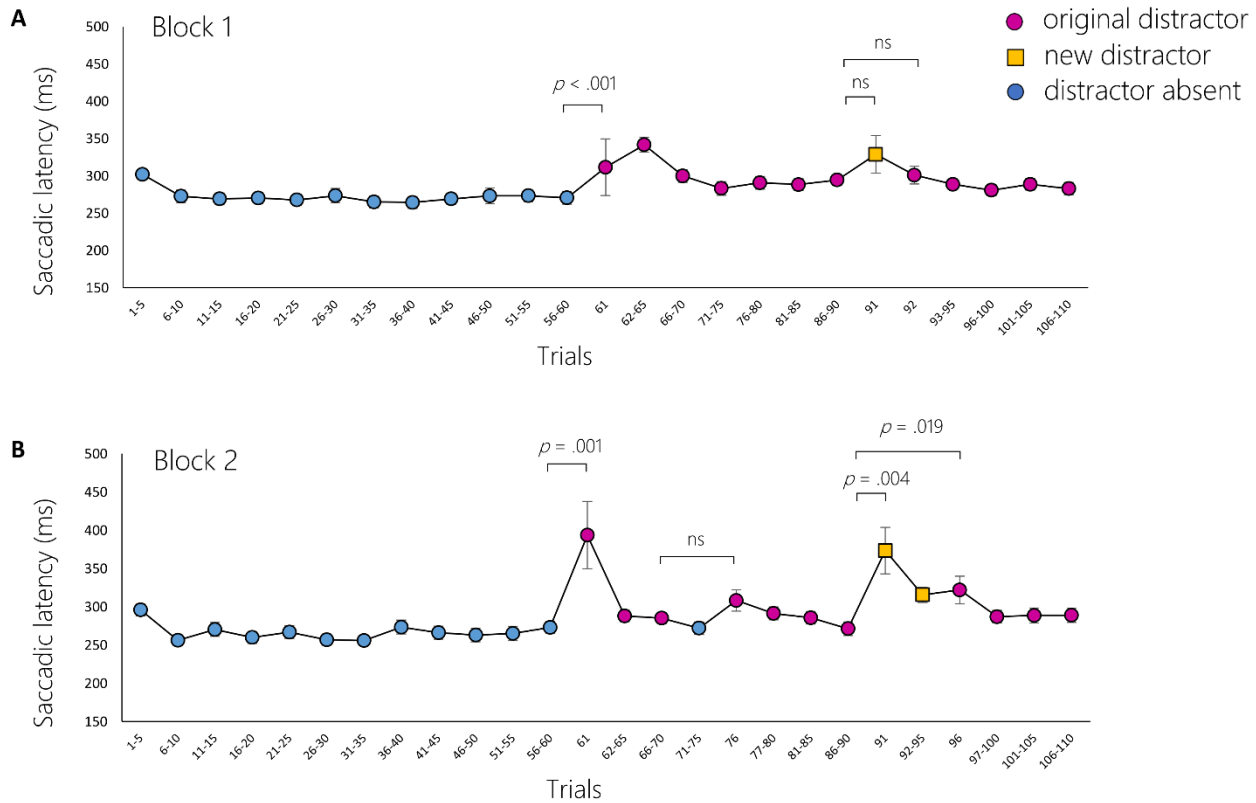 A
Block 1
original distractor
new distractor
distractor absent
500
450
400
350
300
250
200
150
Saccadic latency (ms)
p < .001
ns
ns
1-5 6-10 11-15 16-20 21-25 26-30 31-35 36-40 41-45 46-50 51-55 56-60 61 62-65 66-70 71-75 76-80 81-85 86-90 91 92 93-95 96-100 101-105 106-110
Trials
B
Block 2
500
450
400
350
300
250
200
150
Saccadic latency (ms)
p = .001
ns
p = .019
p = .004
1-5 6-10 11-15 16-20 21-25 26-30 31-35 36-40 41-45 46-50 51-55 56-60 61 62-65 66-70 71-75 76 77-80 81-85 86-90 91 92-95 96 97-100 101-105 106-110
Trials